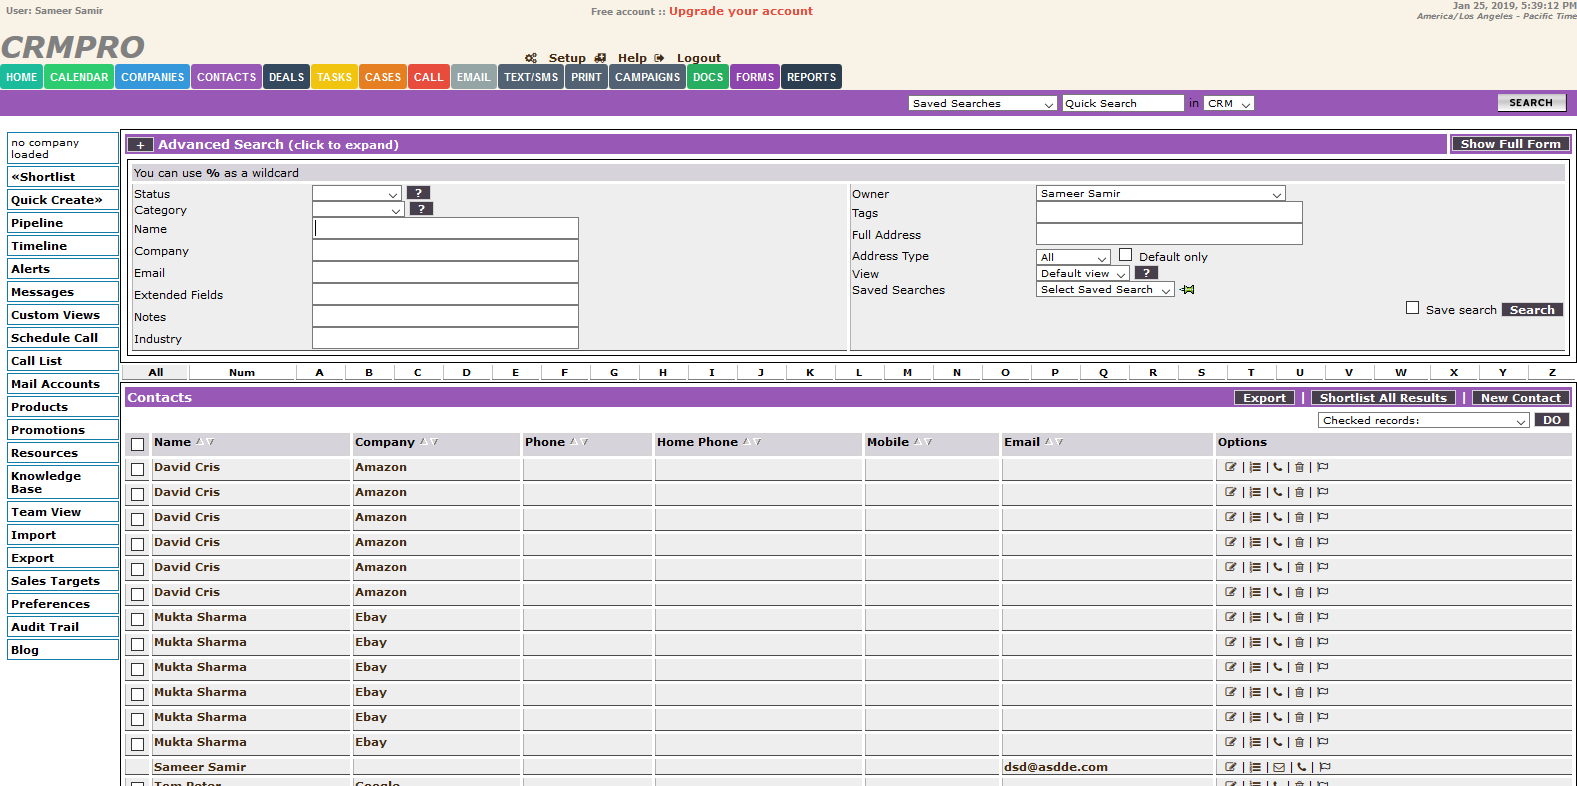 User: Sameer Samir
Free account :: Upgrade your account
Jan 25, 2019, 5:39:12 PM
America/Los Angeles - Pacific Time
CRMPRO
Setup Help Logout
HOME CALENDAR COMPANIES CONTACTS DEALS TASKS CASES CALL EMAIL TEXT/SMS PRINT CAMPAIGNS DOCS FORMS REPORTS
Saved Searches Quick Search in CRM SEARCH
no company
loaded
«Shortlist
Quick Create»
Pipeline
Timeline
Alerts
Messages
Custom Views
Schedule Call
Call List
Mail Accounts
Products
Promotions
Resources
Knowledge
Base
Team View
Import
Export
Sales Targets
Preferences
Audit Trail
Blog
+ Advanced Search (click to expand) Show Full Form
You can use % as a wildcard
Status ?
Category ?
Name
Company
Email
Extended Fields
Notes
Industry
Owner Sameer Samir
Tags
Full Address
Address Type All Default only
View Default view ?
Saved Searches Select Saved Search
Save search Search
All Num A B C D E F G H I J K L M N O P Q R S T U V W X Y Z
Contacts Export | Shortlist All Results | New Contact
Checked records: DO
Name Company Phone Home Phone Mobile Email Options
David Cris Amazon | | | |
David Cris Amazon | | | |
David Cris Amazon | | | |
David Cris Amazon | | | |
David Cris Amazon | | | |
David Cris Amazon | | | |
Mukta Sharma Ebay | | | |
Mukta Sharma Ebay | | | |
Mukta Sharma Ebay | | | |
Mukta Sharma Ebay | | | |
Mukta Sharma Ebay | | | |
Mukta Sharma Ebay | | | |
Sameer Samir dsd@asdde.com | | | |
Tom Peter Google | | | |